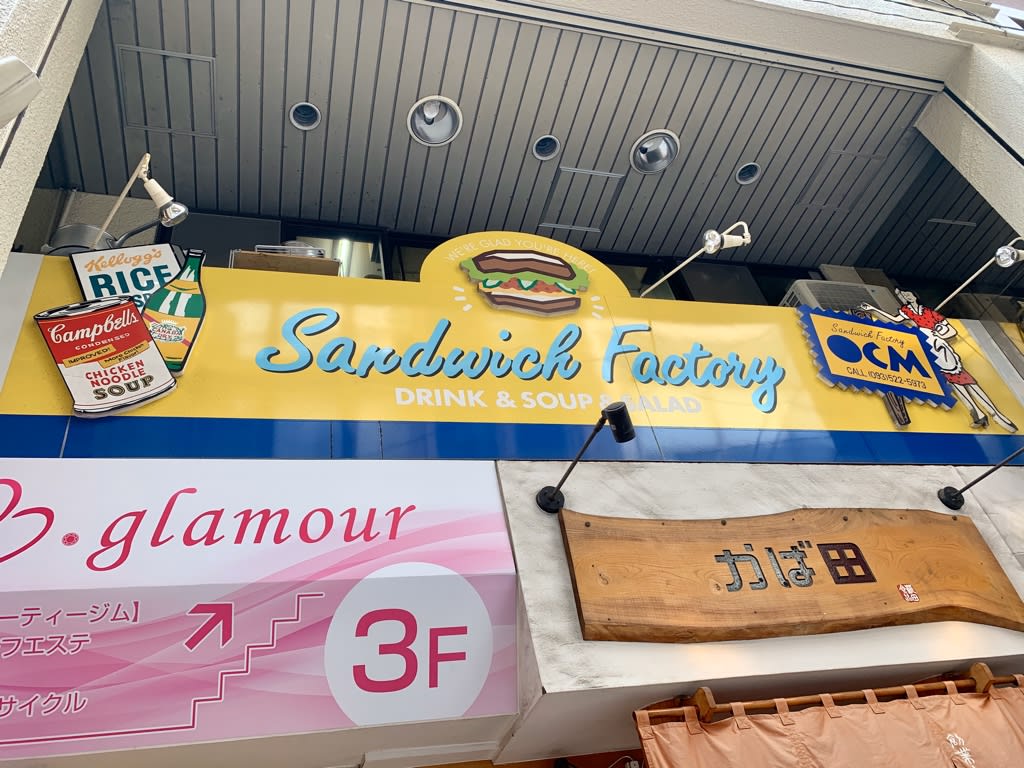 WE'RE GLAD YOU'RE HERE!
Kellogg's
RICE
Campbell's
CONDENSED
IMPROVED!
CHICKEN
NOODLE
SOUP
CANADA
Sandwich Factory
DRINK & SOUP & SALAD
Sandwich Factory
OCM
CALL (093)522-5973
glamour
ーティージム】
フエステ
サイクル
3F
かば田